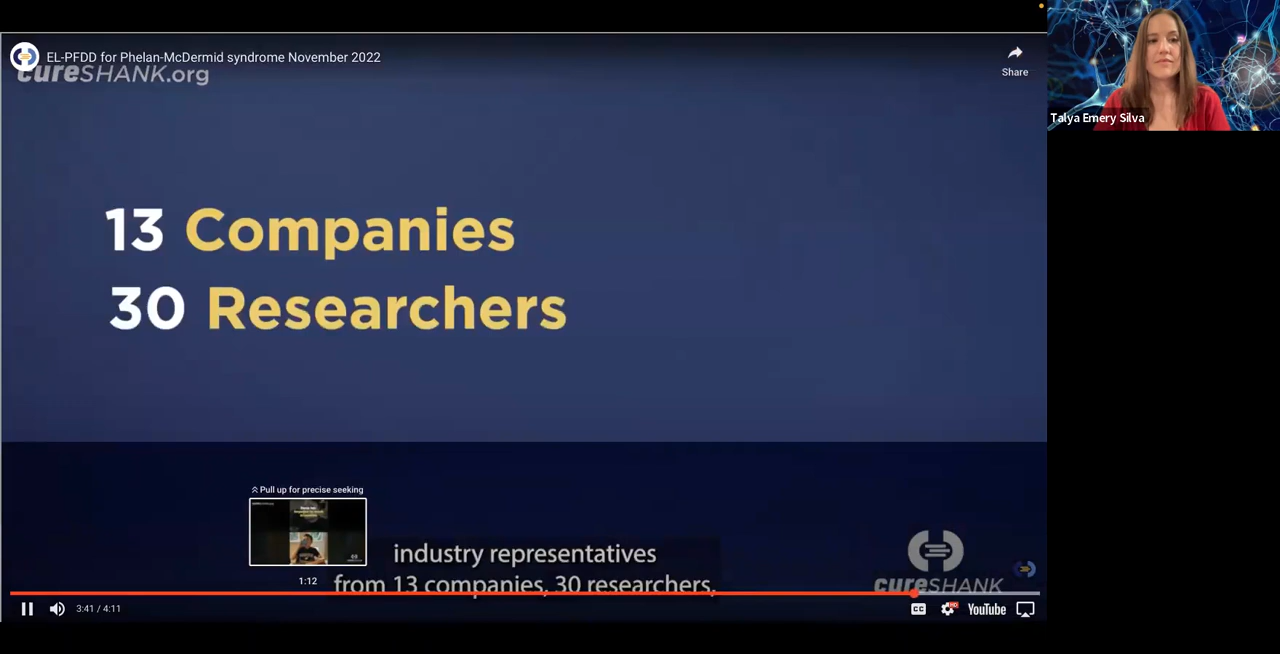 EL-PFDD for Phelan-McDermid syndrome November 2022
cureSHANK.org
Share
Talya Emery Silva
13 Companies
30 Researchers
Pull up for precise seeking
1:12
industry representatives
from 13 companies, 30 researchers,
cureSHANK
3:41 / 4:11
CC
HD
YouTube